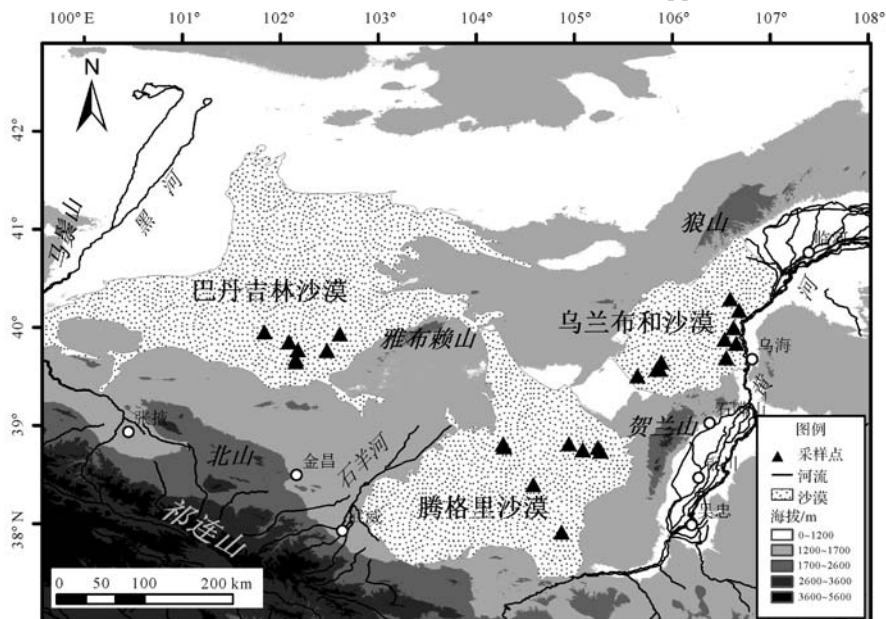 100°E 101° 102° 103° 104° 105° 106° 107° 108°
N
42°
41°
40°
39°
38°
马鬃山
黑河
狼山
巴丹吉林沙漠
雅布赖山
乌兰布和沙漠
河
乌海
黄
张掖
贺兰山
北山
金昌
石羊河
祁连山
腾格里沙漠
吴忠
0 50 100 200 km
图例
采样点
河流
沙漠
海拔/m
0~1200
1200~1700
1700~2600
2600~3600
3600~5600